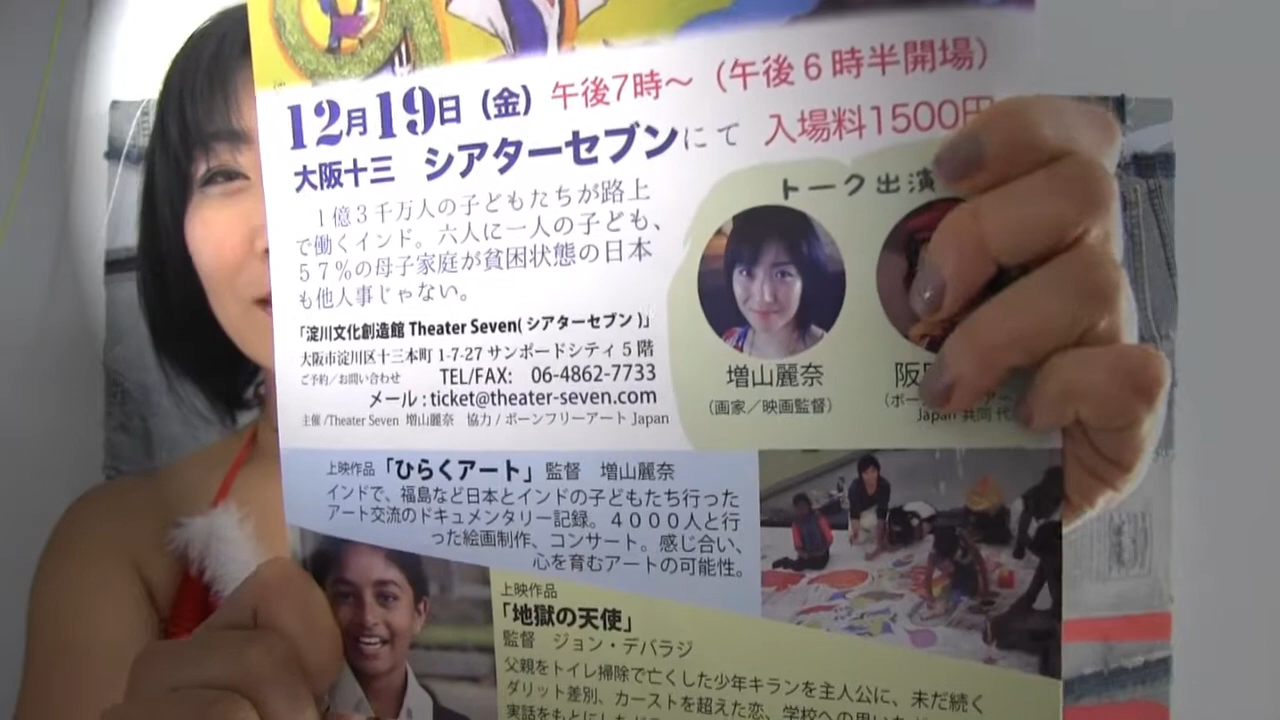 12月19日（金）午後7時〜（午後6時半開場）
大阪十三 シアターセブンにて 入場料1500円
1億3千万人の子どもたちが路上
で働くインド。六人に一人の子ども、
57%の母子家庭が貧困状態の日本
も他人事じゃない。
「淀川文化創造館 Theater Seven( シアターセブン )」
大阪市淀川区十三本町 1-7-27 サンポードシティ 5 階
ご予約／お問い合わせ TEL/FAX: 06-4862-7733
メール : ticket@theater-seven.com
主催 /Theater Seven 増山麗奈 協力 / ボーンフリーアート Japan
トーク出演
増山麗奈
（画家／映画監督）
阪
（ボー
Japan 共同代
上映作品「ひらくアート」監督 増山麗奈
インドで、福島など日本とインドの子どもたち行った
アート交流のドキュメンタリー記録。4000人と行
った絵画制作、コンサート。感じ合い、
心を育むアートの可能性。
上映作品
「地獄の天使」
監督 ジョン・デバラジ
父親をトイレ掃除で亡くした少年キランを主人公に、未だ続く
ダリット差別、カーストを超えた恋、学校への思い
実話をもとにした